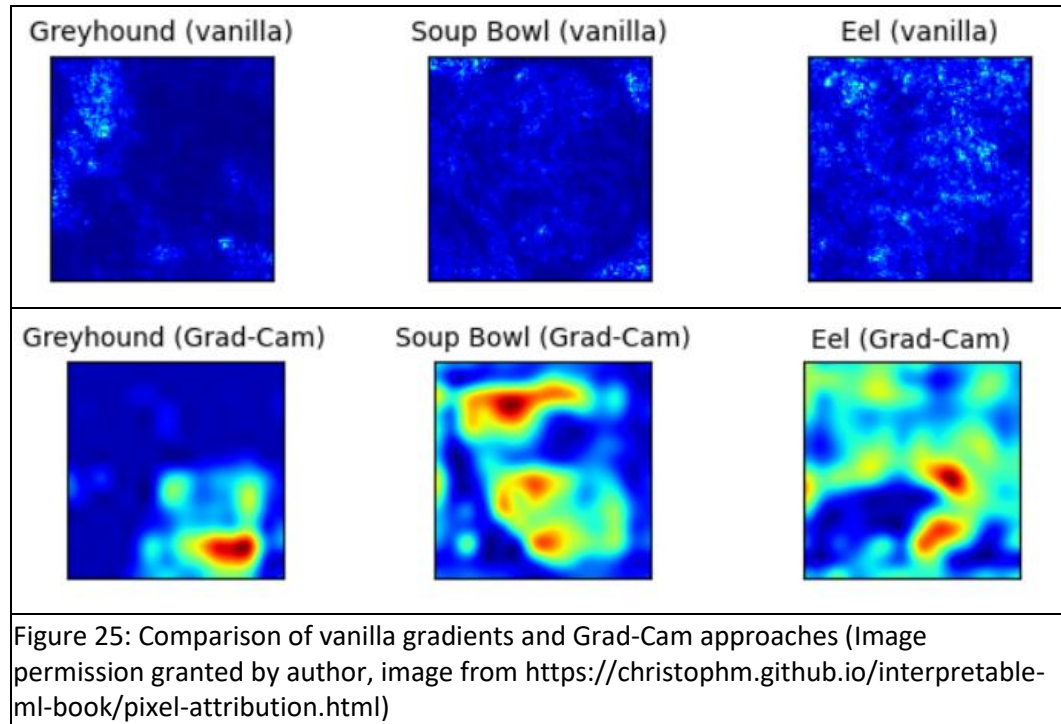 Greyhound (vanilla) Soup Bowl (vanilla) Eel (vanilla)
Greyhound (Grad-Cam) Soup Bowl (Grad-Cam) Eel (Grad-Cam)
Figure 25: Comparison of vanilla gradients and Grad-Cam approaches (Image
permission granted by author, image from https://christophm.github.io/interpretable-
ml-book/pixel-attribution.html)